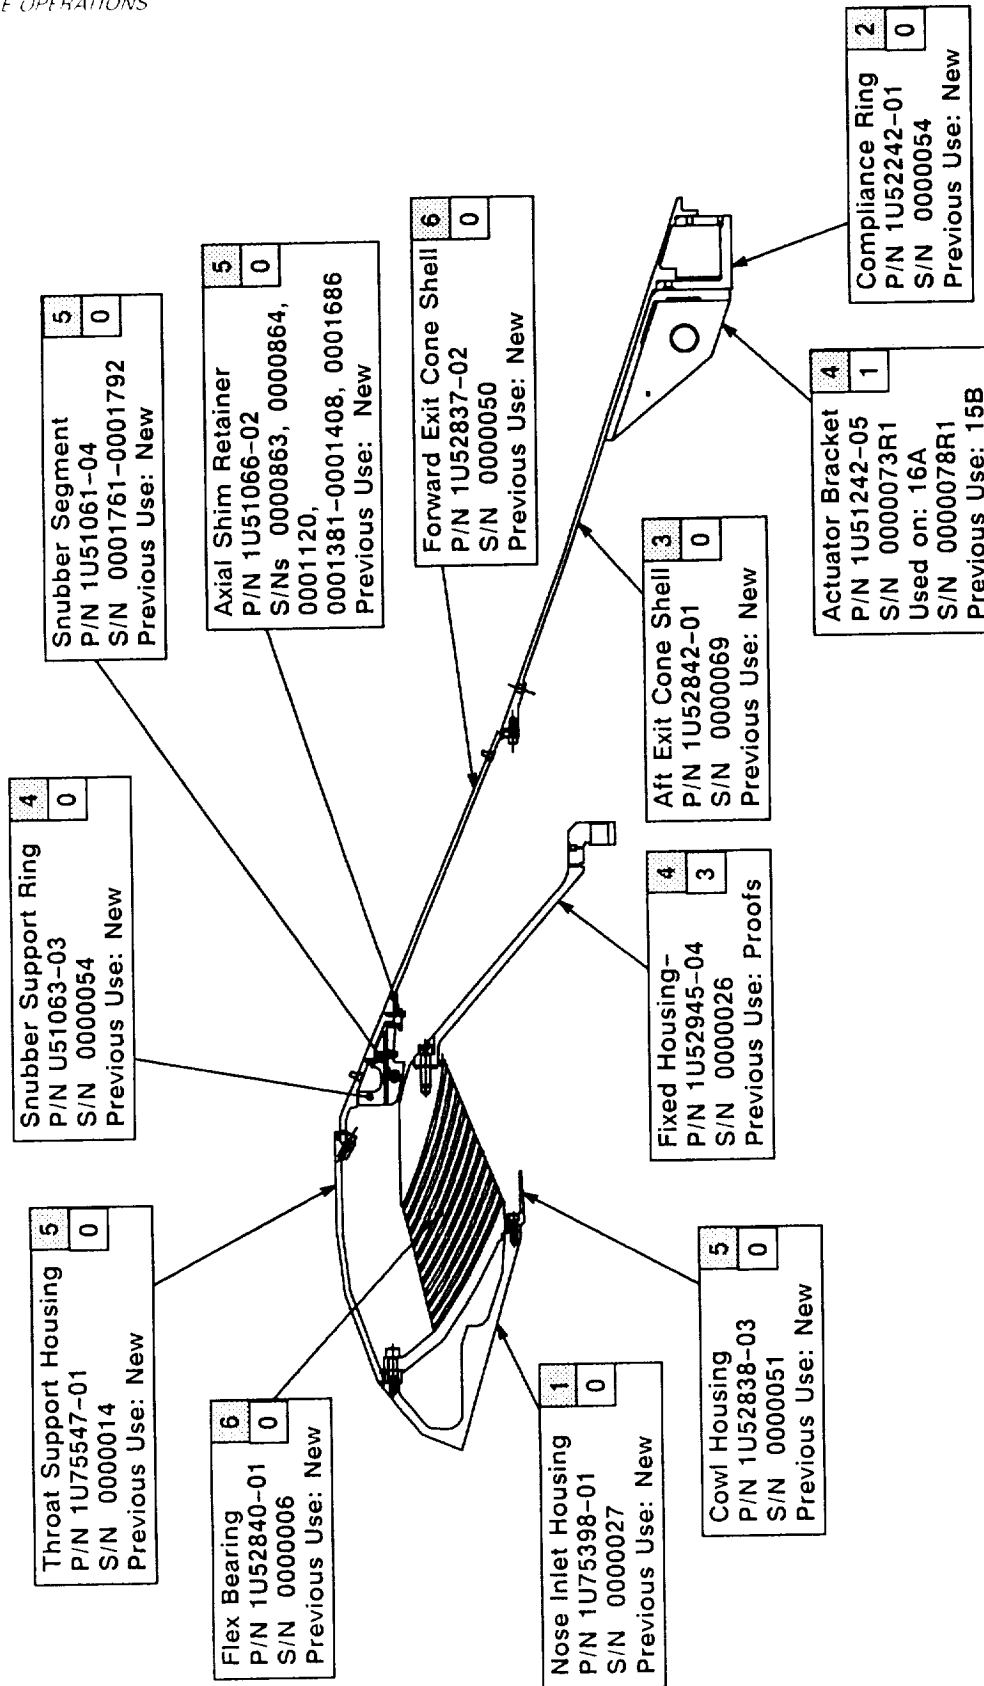 E OPERATIONS
Throat Support Housing
P/N 1U75547-01
S/N 0000014
Previous Use: New
5
0
Snubber Support Ring
P/N U51063-03
S/N 0000054
Previous Use: New
4
0
Snubber Segment
P/N 1U51061-04
S/N 0001761-0001792
Previous Use: New
5
0
Axial Shim Retainer
P/N 1U51066-02
S/Ns 0000863, 0000864,
0001120,
0001381-0001408, 0001686
Previous Use: New
5
0
Flex Bearing
P/N 1U52840-01
S/N 0000006
Previous Use: New
6
0
Forward Exit Cone Shell
P/N 1U52837-02
S/N 0000050
Previous Use: New
6
0
Nose Inlet Housing
P/N 1U75398-01
S/N 0000027
Previous Use: New
1
0
Cowl Housing
P/N 1U52838-03
S/N 0000051
Previous Use: New
5
0
Fixed Housing-
P/N 1U52945-04
S/N 0000026
Previous Use: Proofs
4
3
Aft Exit Cone Shell
P/N 1U52842-01
S/N 0000069
Previous Use: New
3
0
Actuator Bracket
P/N 1U51242-05
S/N 0000073R1
Used on: 16A
S/N 0000078R1
Previous Use: 15B
4
1
Compliance Ring
P/N 1U52242-01
S/N 0000054
Previous Use: New
2
0